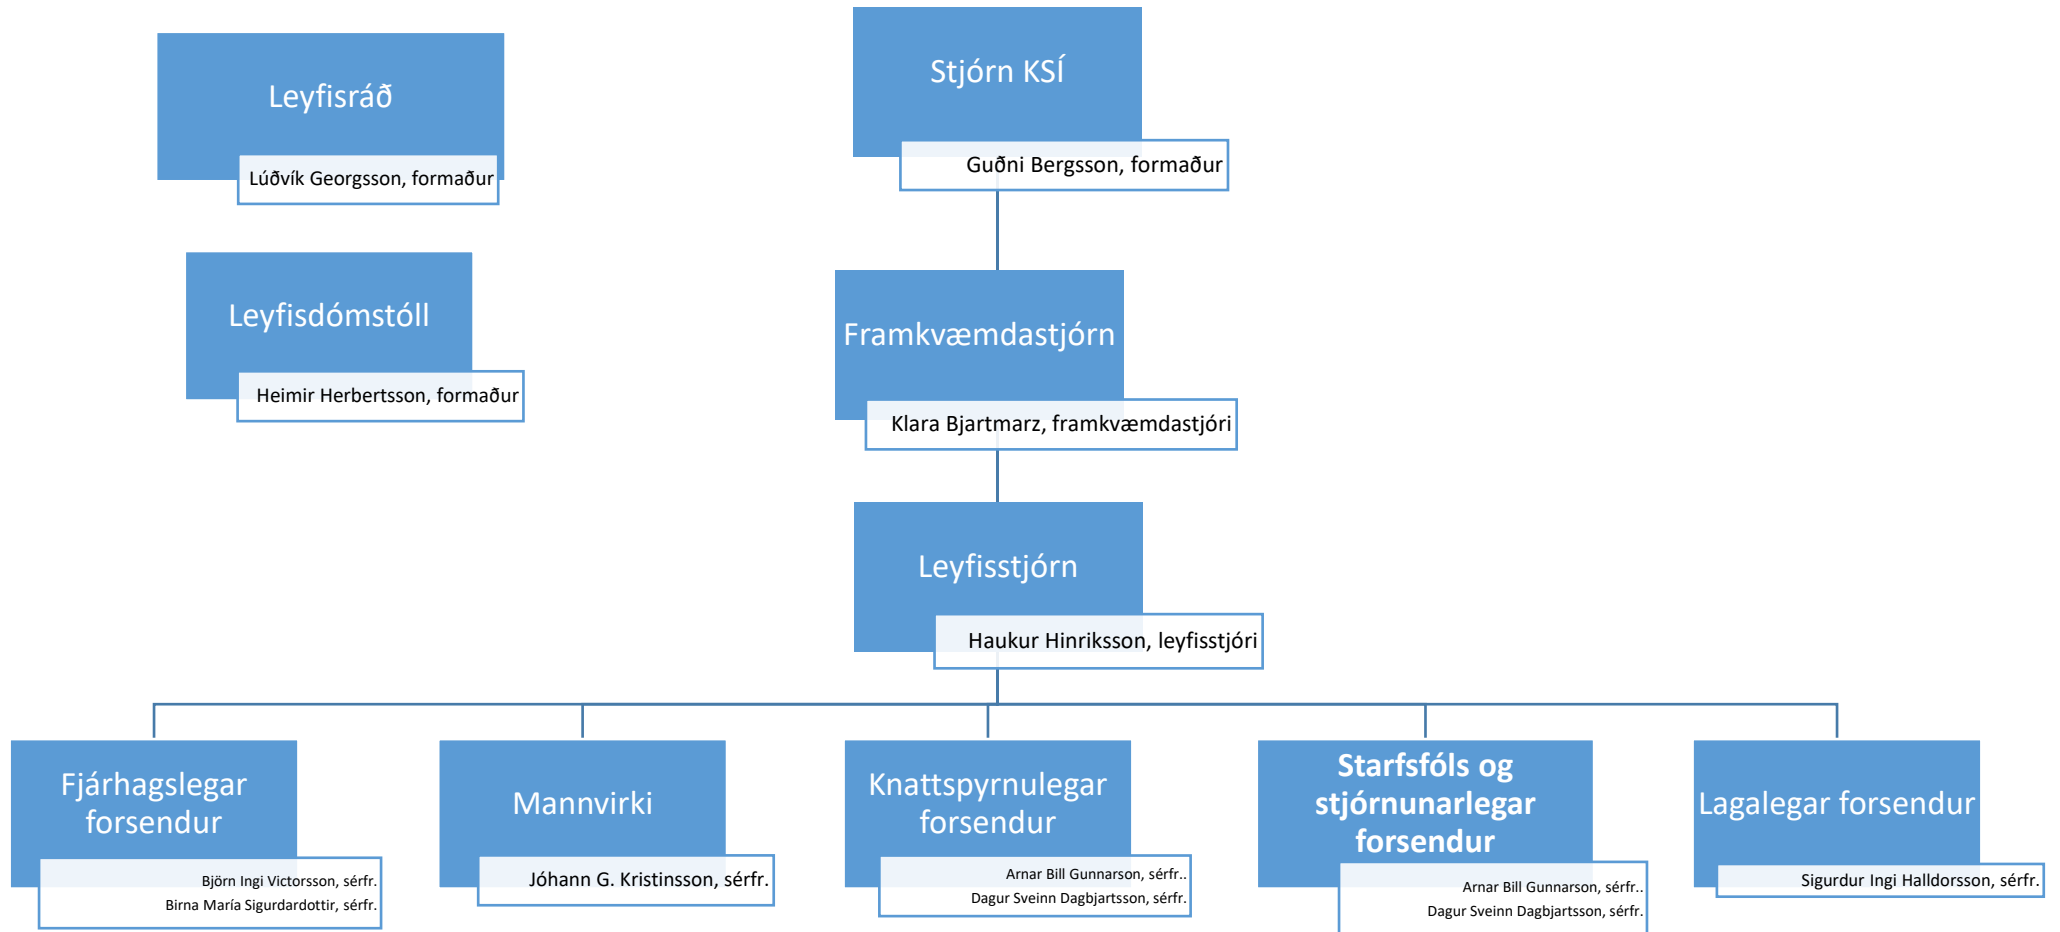 Leyfisráð
Lúðvík Georgsson, formaður
Leyfisdómstóll
Heimir Herbertsson, formaður
Stjórn KSÍ
Guðni Bergsson, formaður
Framkvæmdastjórn
Klara Bjartmarz, framkvæmdastjóri
Leyfisstjórn
Haukur Hinriksson, leyfisstjóri
Fjárhagslegar
forsendur
Björn Ingi Victorsson, sérfr.
Birna María Sigurdardottir, sérfr.
Mannvirki
Jóhann G. Kristinsson, sérfr.
Knattspyrnulegar
forsendur
Arnar Bill Gunnarson, sérfr..
Dagur Sveinn Dagbjartsson, sérfr.
Starfsfóls og
stjórnunarlegar
forsendur
Arnar Bill Gunnarson, sérfr..
Dagur Sveinn Dagbjartsson, sérfr.
Lagalegar forsendur
Sigurdur Ingi Halldorsson, sérfr.